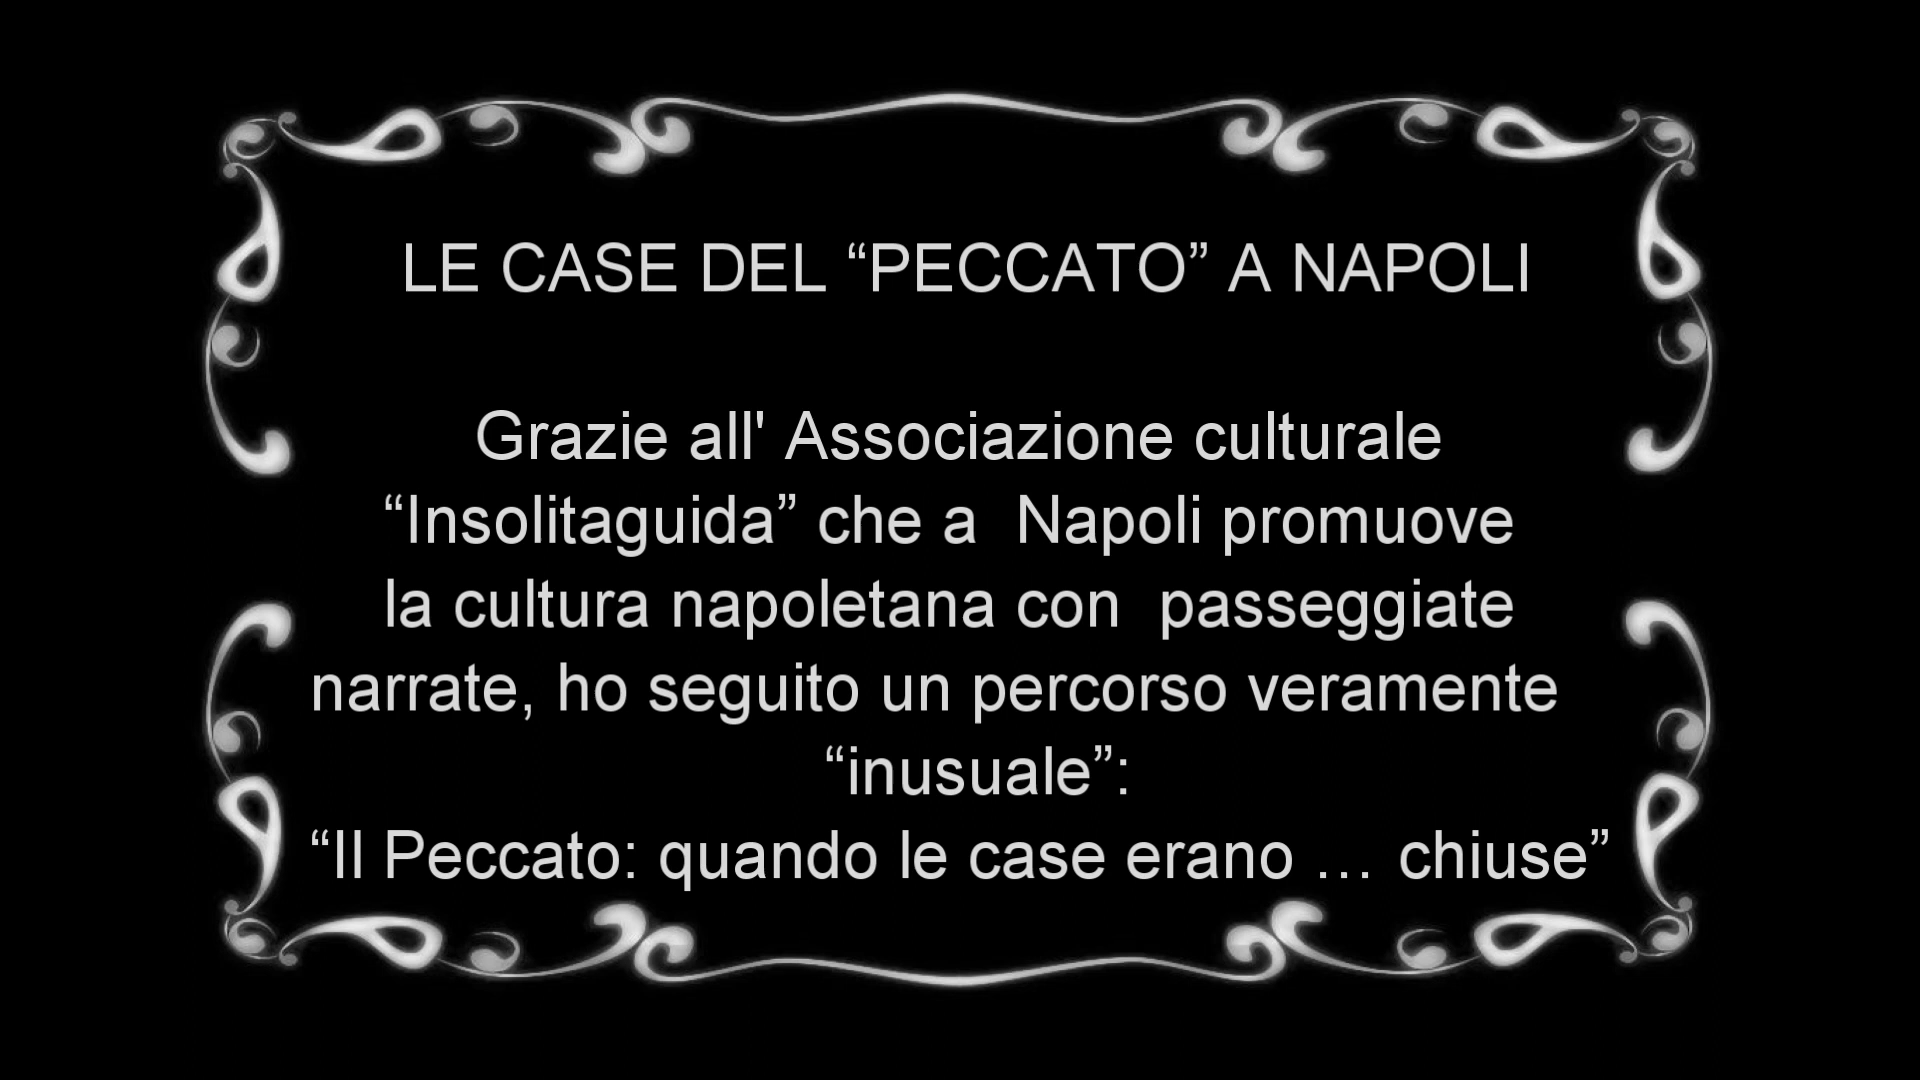 LE CASE DEL “PECCATO” A NAPOLI
Grazie all' Associazione culturale
“Insolitaguida” che a  Napoli promuove
la cultura napoletana con  passeggiate
narrate, ho seguito un percorso veramente
“inusuale”:
“Il Peccato: quando le case erano … chiuse”